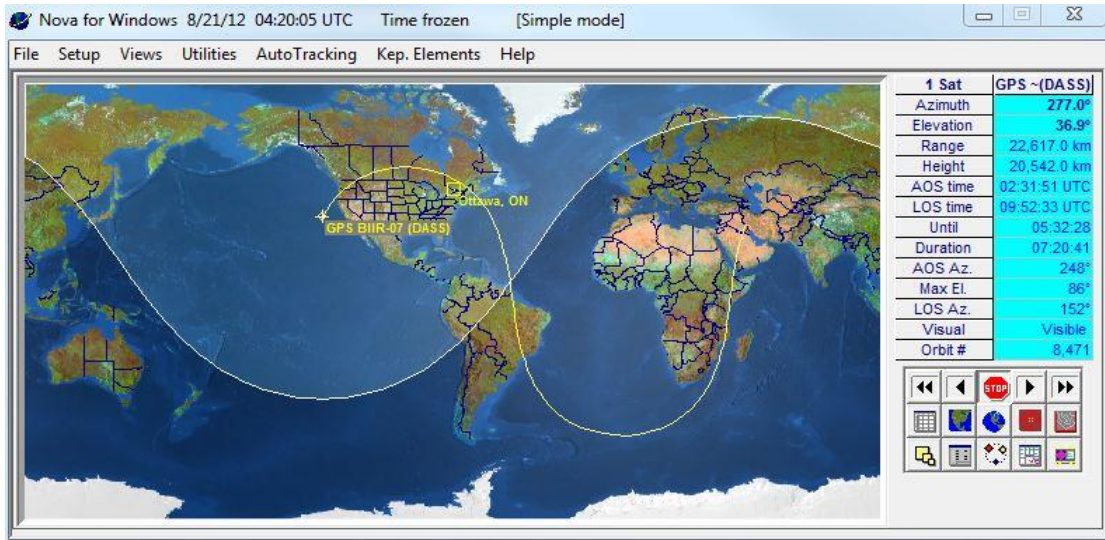 Nova for Windows 8/21/12 04:20:05 UTC Time frozen [Simple mode]
File Setup Views Utilities AutoTracking Kep. Elements Help
1 Sat GPS ~(DASS)
Azimuth 277.0°
Elevation 36.9°
Range 22,617.0 km
Height 20,542.0 km
AOS time 02:31:51 UTC
LOS time 09:52:33 UTC
Until 05:32:28
Duration 07:20:41
AOS Az. 248°
Max El. 86°
LOS Az. 152°
Visual Visible
Orbit # 8,471
Ottawa, ON
GPS BIIR-07 (DASS)
STOP